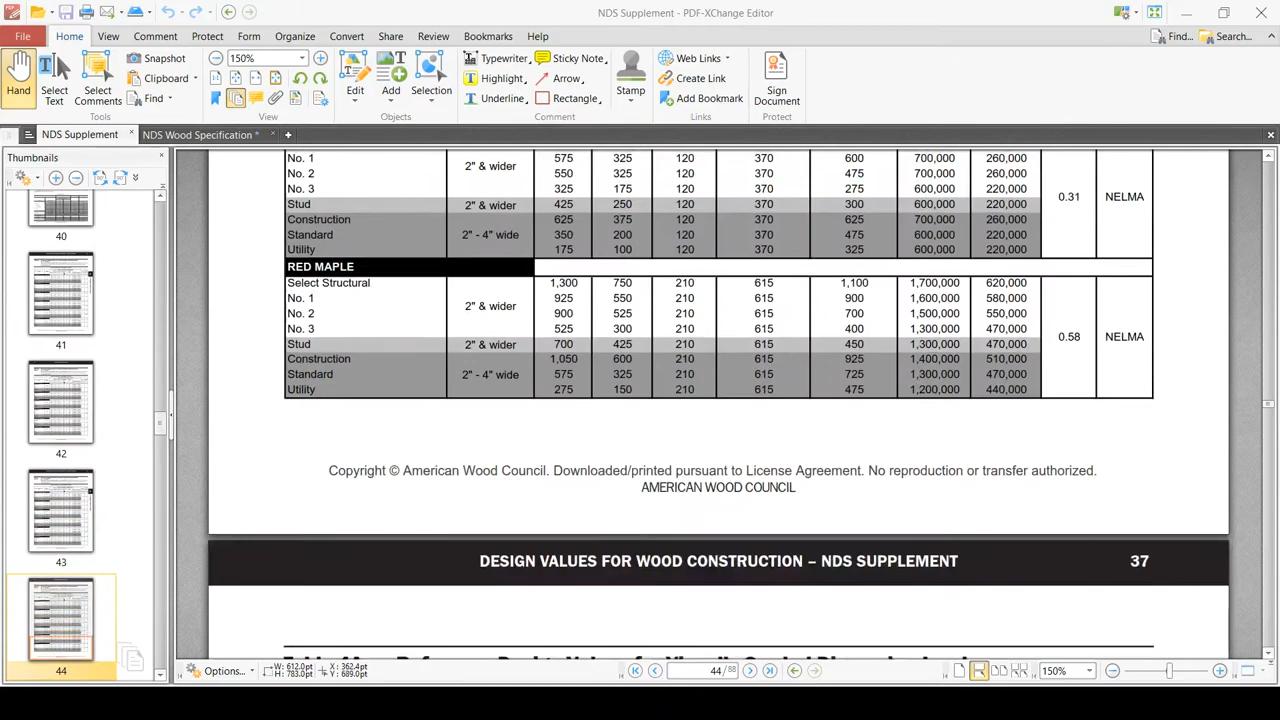 NDS Supplement - PDF-XChange Editor
File Home View Comment Protect Form Organize Convert Share Review Bookmarks Help
Find... Search...
Hand
Select Text
Select Comments
Snapshot
Clipboard
Find
Tools
150%
View
Edit
Add
Selection
Objects
Typewriter Sticky Note
Highlight Arrow
Underline Rectangle
Stamp
Comment
Web Links
Create Link
Add Bookmark
Links
Sign Document
Protect
NDS Supplement × NDS Wood Specification * × +
Thumbnails
40
41
42
43
44
No. 1 575 325 120 370 600 700,000 260,000
2" & wider
No. 2 550 325 120 370 475 700,000 260,000
No. 3 325 175 120 370 275 600,000 220,000
0.31 NELMA
Stud 2" & wider 425 250 120 370 300 600,000 220,000
Construction 625 375 120 370 625 700,000 260,000
Standard 2" - 4" wide 350 200 120 370 475 600,000 220,000
Utility 175 100 120 370 325 600,000 220,000
RED MAPLE
Select Structural 1,300 750 210 615 1,100 1,700,000 620,000
No. 1 925 550 210 615 900 1,600,000 580,000
2" & wider
No. 2 900 525 210 615 700 1,500,000 550,000
No. 3 525 300 210 615 400 1,300,000 470,000
0.58 NELMA
Stud 2" & wider 700 425 210 615 450 1,300,000 470,000
Construction 1,050 600 210 615 925 1,400,000 510,000
Standard 2" - 4" wide 575 325 210 615 725 1,300,000 470,000
Utility 275 150 210 615 475 1,200,000 440,000
Copyright © American Wood Council. Downloaded/printed pursuant to License Agreement. No reproduction or transfer authorized.
AMERICAN WOOD COUNCIL
DESIGN VALUES FOR WOOD CONSTRUCTION – NDS SUPPLEMENT 37
Options...
W: 612.0pt
H: 783.0pt
X: 362.4pt
Y: 689.0pt
44 / 88
150%